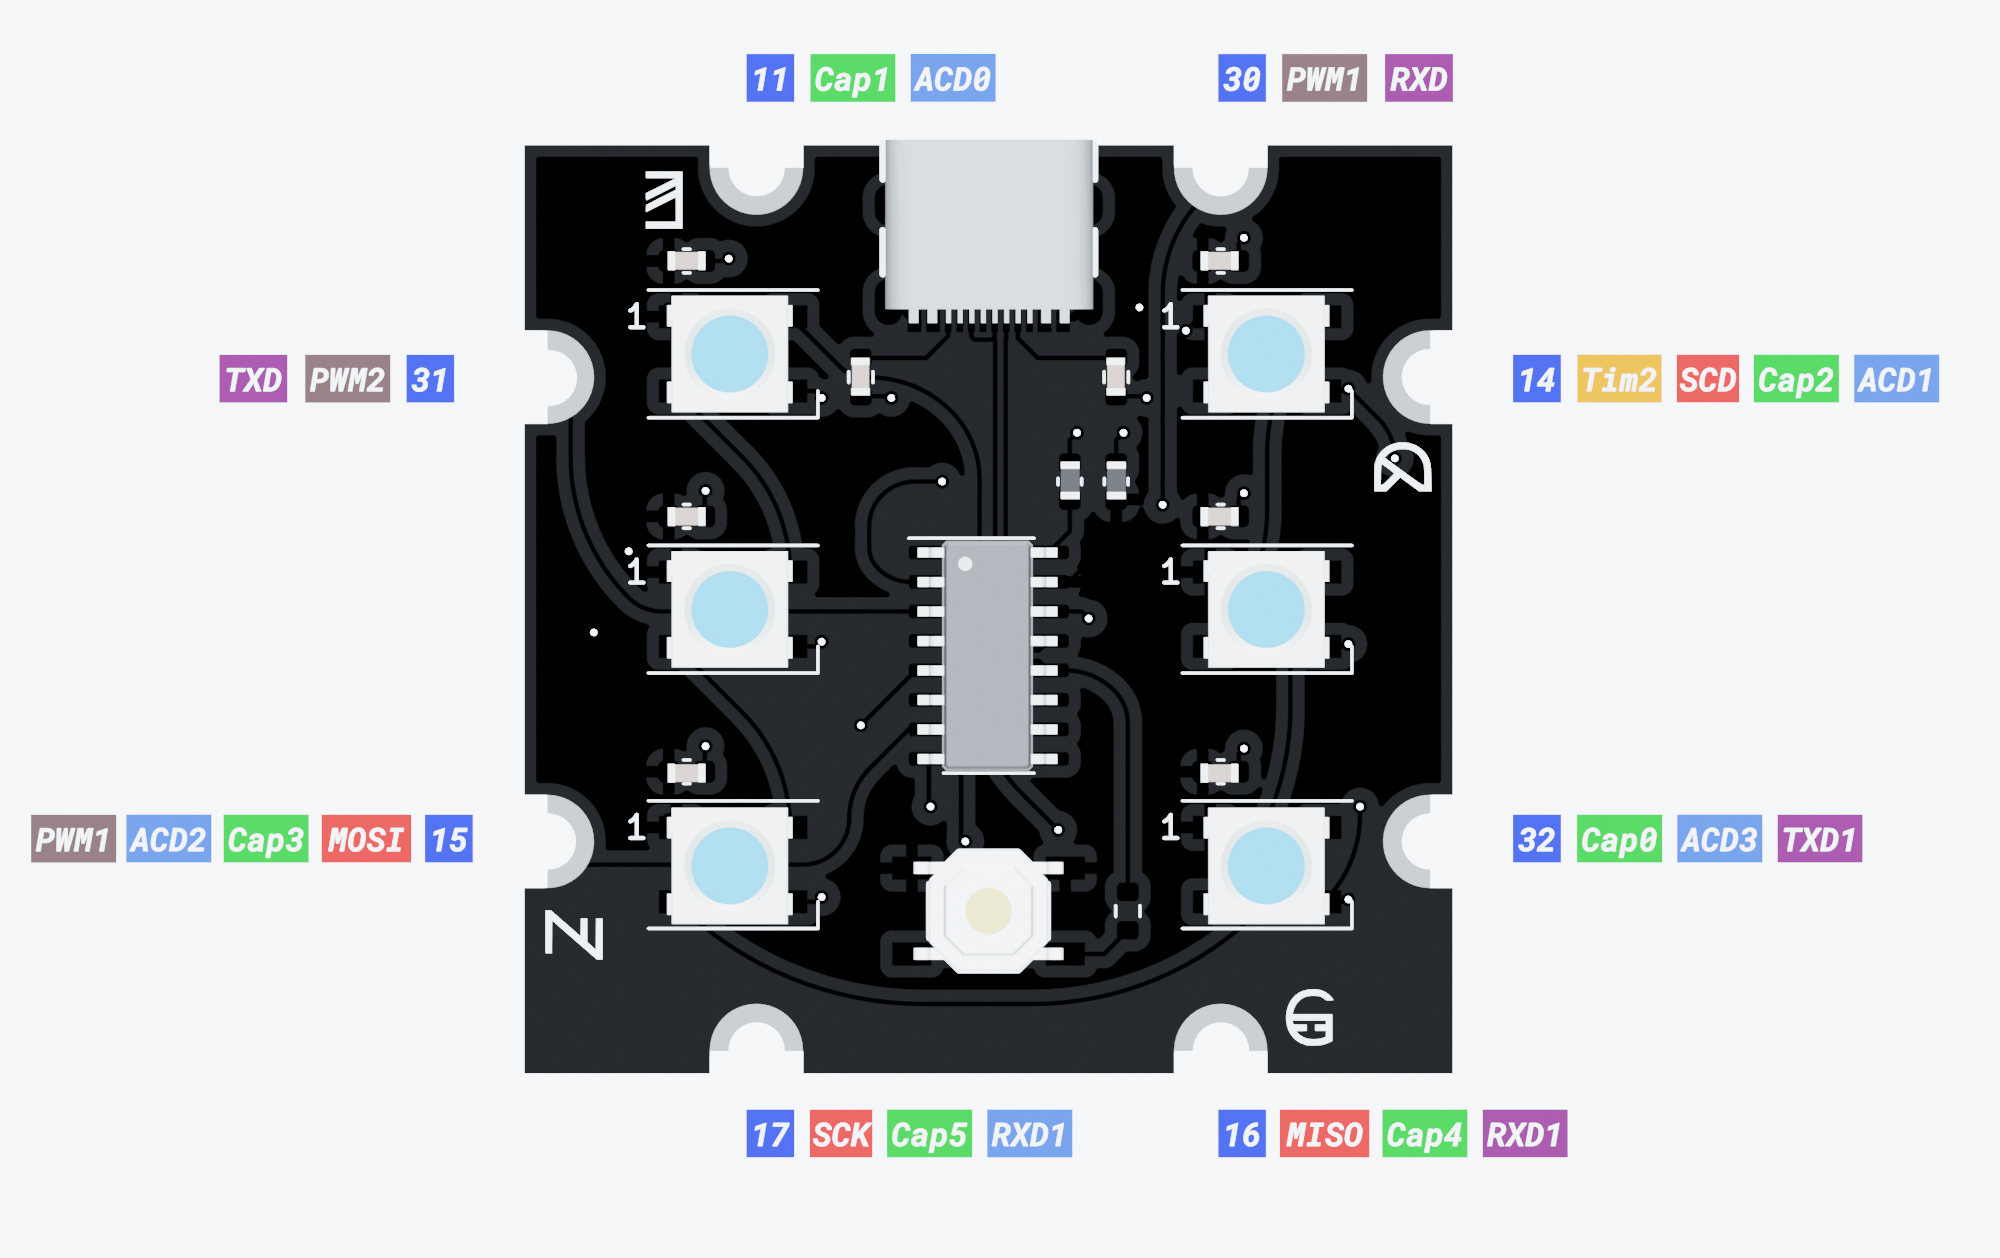 11 Cap1 ACD0
30 PWM1 RXD
1
1
TXD PWM2 31
14 Tim2 SCD Cap2 ACD1
1
1
1
1
PWM1 ACD2 Cap3 MOSI 15
32 Cap0 ACD3 TXD1
17 SCK Cap5 RXD1
16 MISO Cap4 RXD1